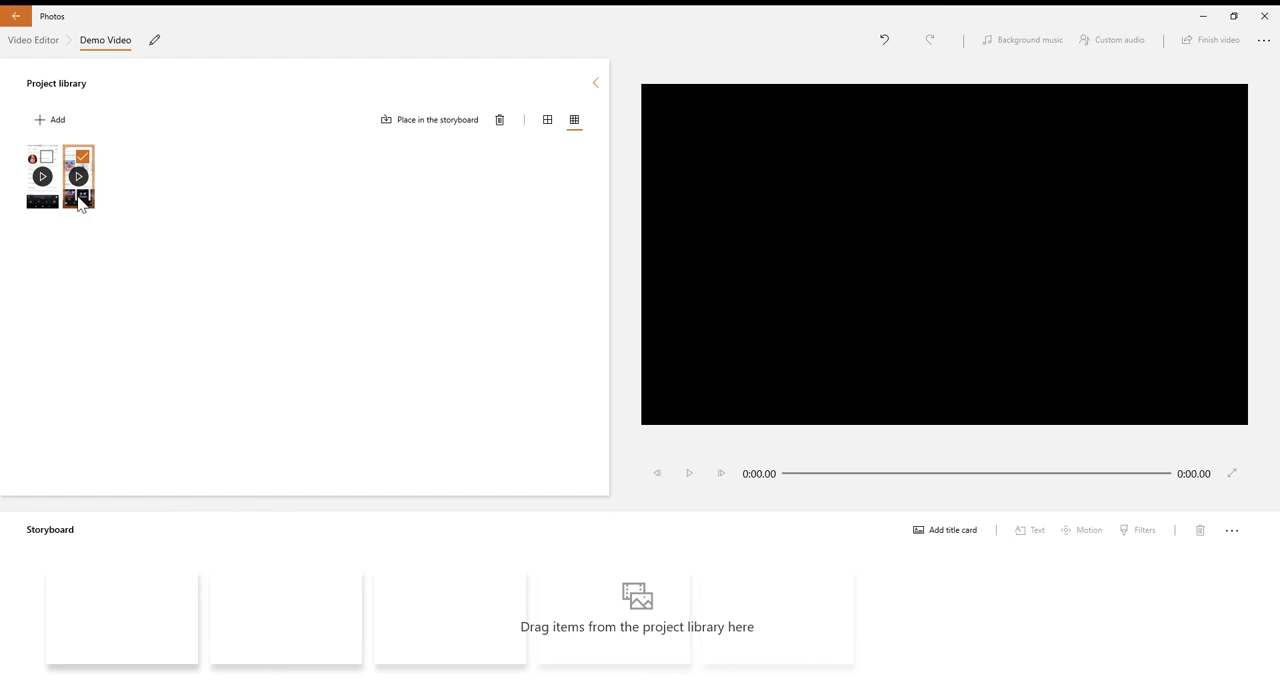 Photos
Video Editor Demo Video
Background music Custom audio Finish video
Project library
Add Place in the storyboard
0:00.00 0:00.00
Storyboard
Add title card Text Motion Filters
Drag items from the project library here